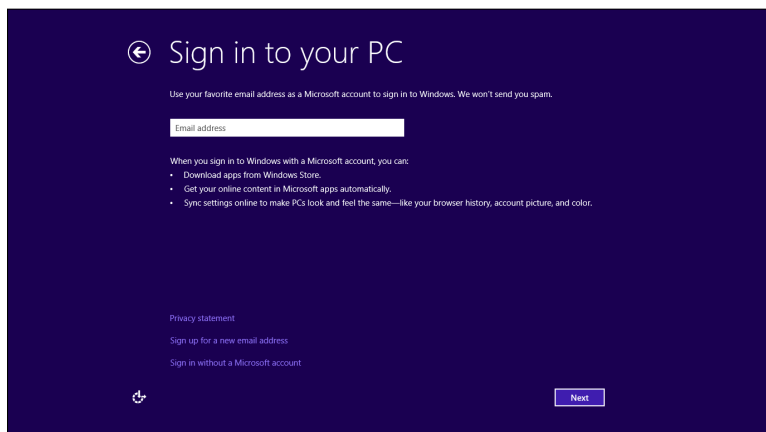 Sign in to your PC
Use your favorite email address as a Microsoft account to sign in to Windows. We won't send you spam.
Email address
When you sign in to Windows with a Microsoft account, you can:
• Download apps from Windows Store.
• Get your online content in Microsoft apps automatically.
• Sync settings online to make PCs look and feel the same—like your browser history, account picture, and color.
Privacy statement
Sign up for a new email address
Sign in without a Microsoft account
Next